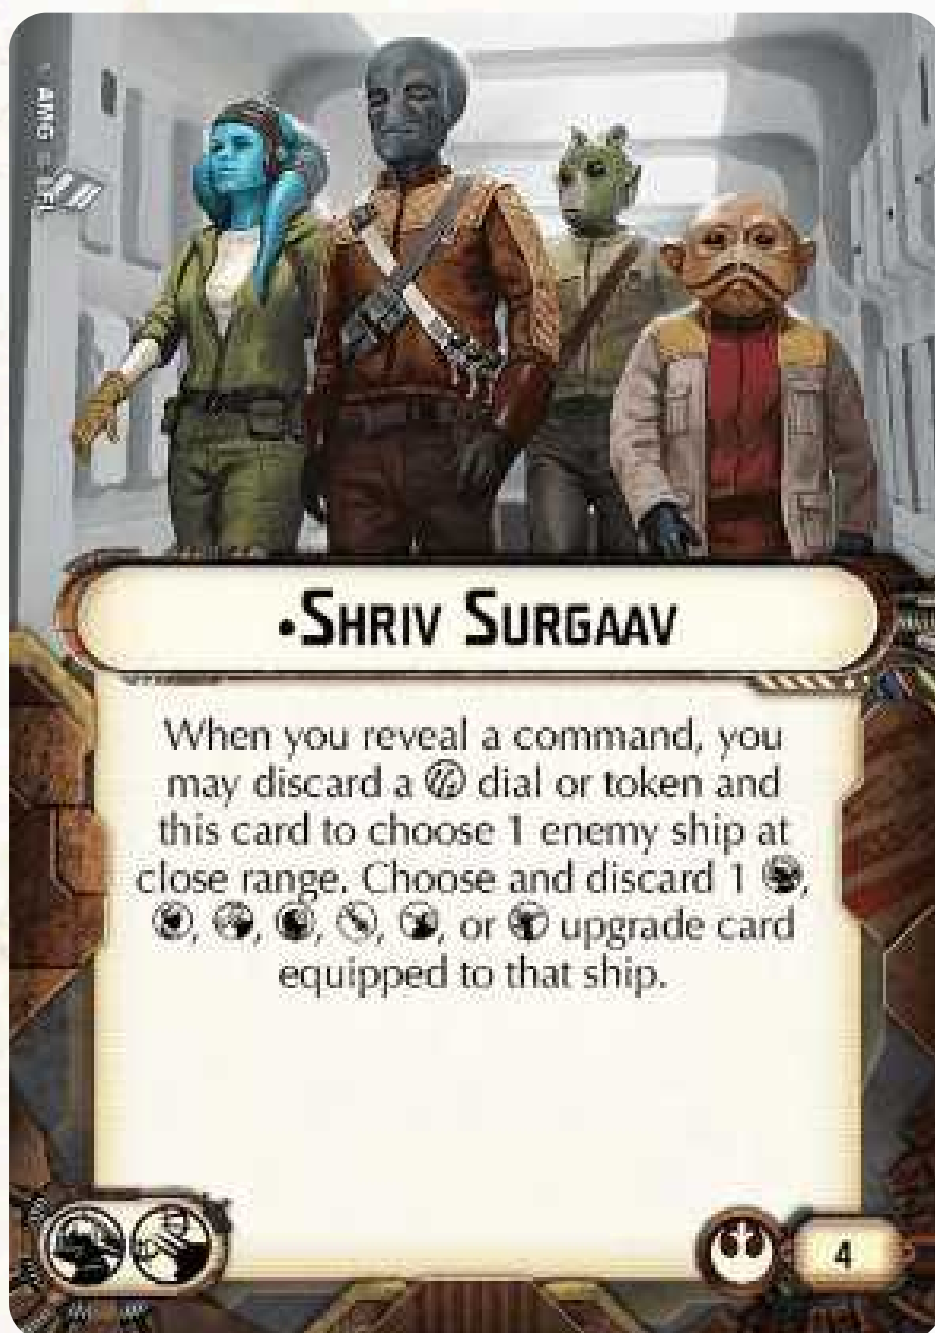 AMG
•SHRIV SURGAAV
When you reveal a command, you
may discard a dial or token and
this card to choose 1 enemy ship at
close range. Choose and discard 1 ,
, , , , , or upgrade card
equipped to that ship.
4